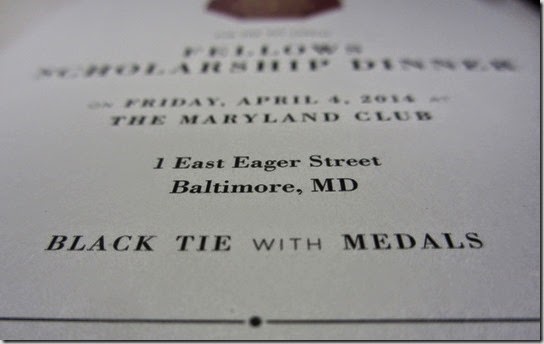 FELLOWS
SCHOLARSHIP DINNER
ON FRIDAY, APRIL 4, 2014 AT
THE MARYLAND CLUB
1 East Eager Street
Baltimore, MD
BLACK TIE WITH MEDALS